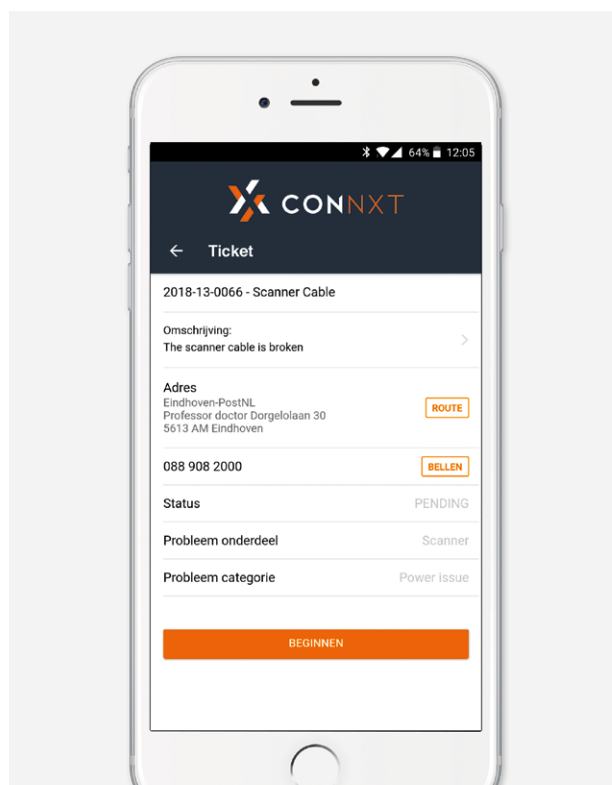 64% 12:05
CONNXT
Ticket
2018-13-0066 - Scanner Cable
Omschrijving:
The scanner cable is broken
Adres
Eindhoven-PostNL
Professor doctor Dorgelolaan 30
5613 AM Eindhoven
ROUTE
088 908 2000 BELLEN
Status PENDING
Probleem onderdeel Scanner
Probleem categorie Power issue
BEGINNEN